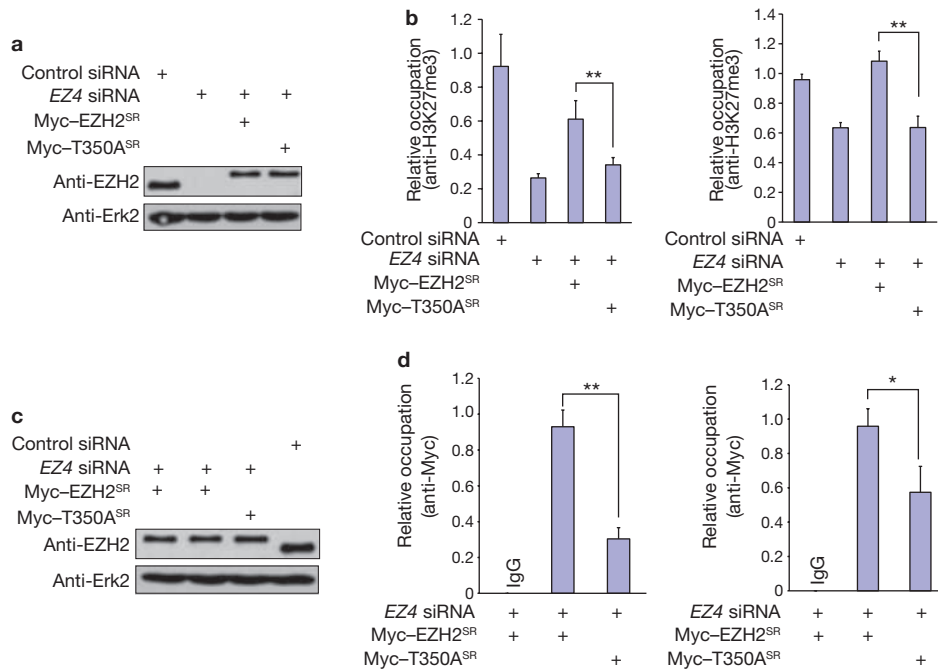 a
Control siRNA +
EZ4 siRNA + + +
Myc–EZH2SR +
Myc–T350ASR +
Anti-EZH2
Anti-Erk2
b
Relative occupation
(anti-H3K27me3)
1.2
1.0
0.8
0.6
0.4
0.2
0
**
Control siRNA +
EZ4 siRNA + + +
Myc–EZH2SR +
Myc–T350ASR +
Relative occupation
(anti-H3K27me3)
1.4
1.2
1.0
0.8
0.6
0.4
0.2
0
**
Control siRNA +
EZ4 siRNA + + +
Myc–EZH2SR +
Myc–T350ASR +
c
Control siRNA +
EZ4 siRNA + + +
Myc–EZH2SR + +
Myc–T350ASR +
Anti-EZH2
Anti-Erk2
d
Relative occupation
(anti-Myc)
1.2
1.0
0.8
0.6
0.4
0.2
0
IgG
**
EZ4 siRNA + + +
Myc–EZH2SR + +
Myc–T350ASR +
Relative occupation
(anti-Myc)
1.2
1.0
0.8
0.6
0.4
0.2
0
IgG
*
EZ4 siRNA + + +
Myc–EZH2SR + +
Myc–T350ASR +